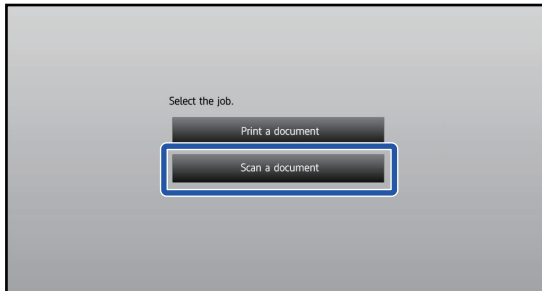 Select the job.
Print a document
Scan a document